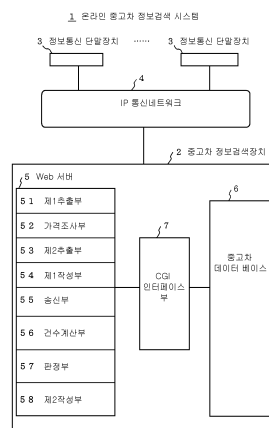 1 온라인 중고차 정보검색 시스템
3 정보통신 단말장치 ······ 3 정보통신 단말장치
4
IP 통신네트워크
2 중고차 정보검색장치
5 Web 서버
6
51 제1추출부
52 가격조사부
7
53 제2추출부
54 제1작성부
CGI
인터페이스
부
중고차
데이터 베이스
55 송신부
56 건수계산부
57 판정부
58 제2작성부